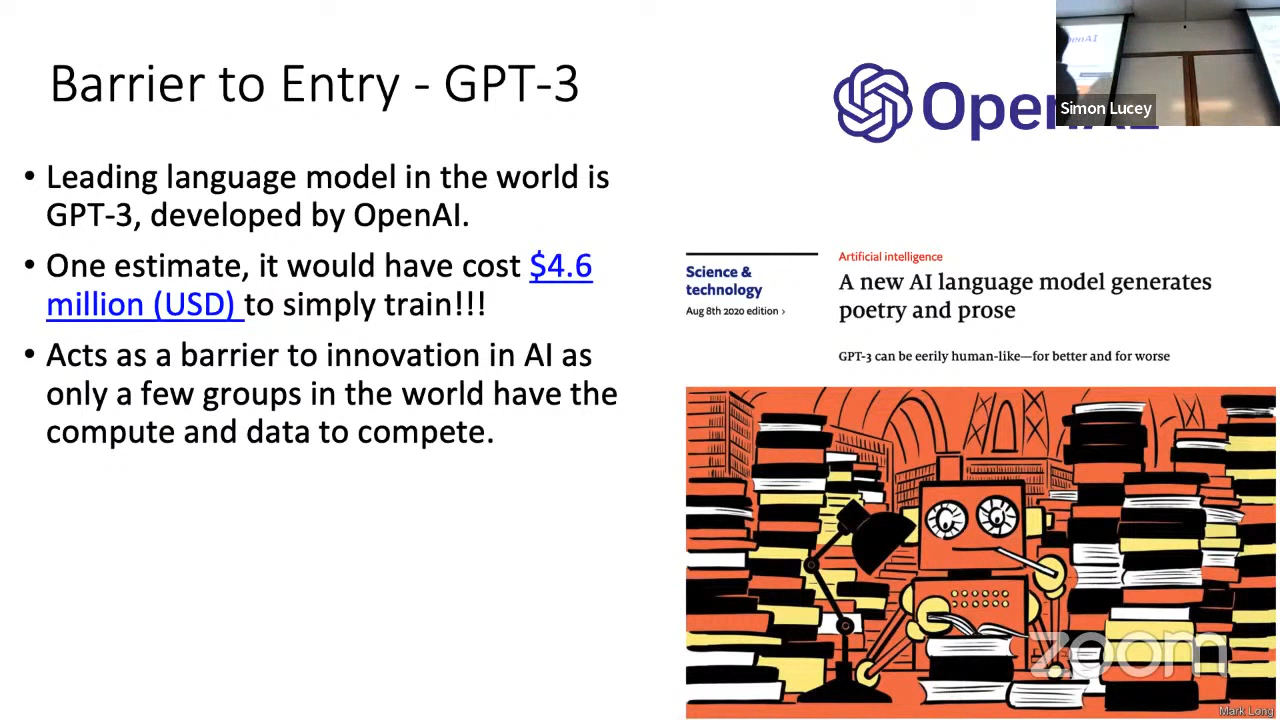 Barrier to Entry - GPT-3
• Leading language model in the world is
GPT-3, developed by OpenAI.
• One estimate, it would have cost $4.6
million (USD) to simply train!!!
• Acts as a barrier to innovation in AI as
only a few groups in the world have the
compute and data to compete.
OpenAI
Simon Lucey
Science &
technology
Aug 8th 2020 edition ›
Artificial intelligence
A new AI language model generates
poetry and prose
GPT-3 can be eerily human-like—for better and for worse
zoom
Mark Long